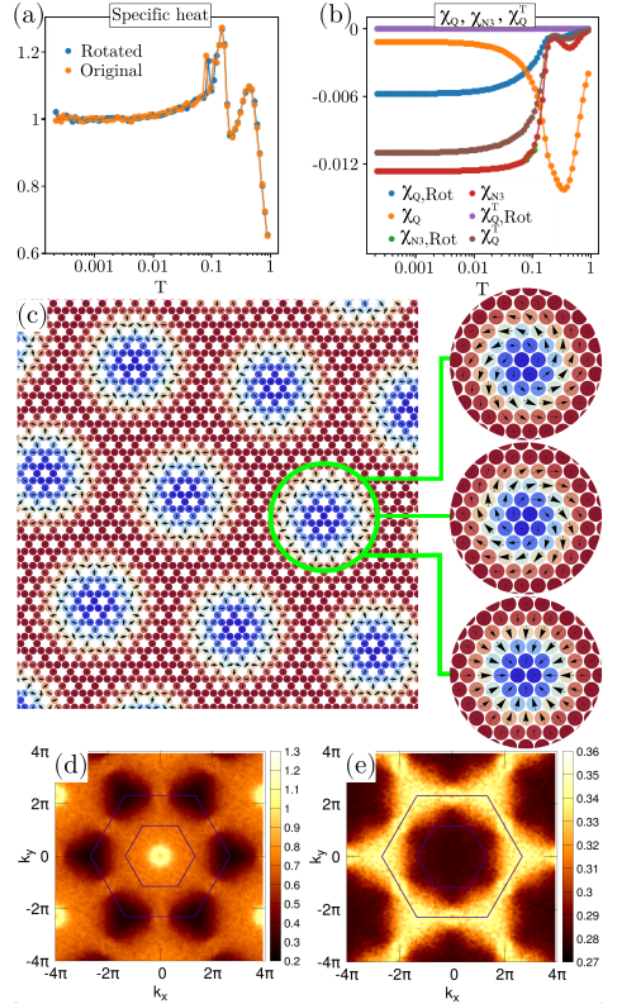 (a)
Specific heat
Rotated
Original
1.2
1
0.8
0.6
0.001
0.01
0.1
1
T
(b)
χQ, χN3, χQ^T
0
-0.006
-0.012
χQ,Rot
χQ
χN3,Rot
χN3
χ^T Q,Rot
χ^T Q
0.001
0.01
0.1
1
T
(c)
(d)
4π
2π
0
-2π
-4π
ky
-4π
-2π
0
2π
4π
kx
1.3
1.2
1.1
1
0.9
0.8
0.7
0.6
0.5
0.4
0.3
0.2
(e)
4π
2π
0
-2π
-4π
ky
-4π
-2π
0
2π
4π
kx
0.36
0.35
0.34
0.33
0.32
0.31
0.3
0.29
0.28
0.27